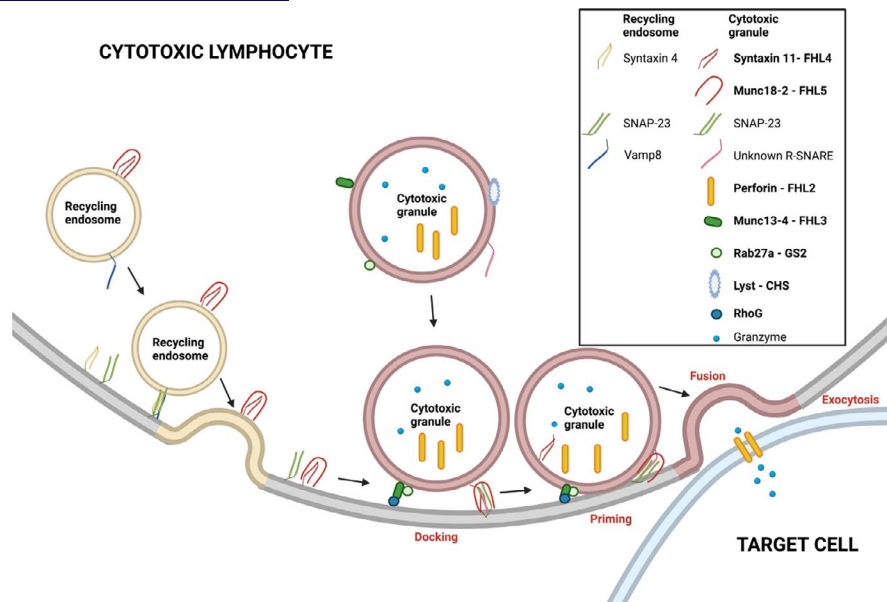 CYTOTOXIC LYMPHOCYTE
Recycling
endosome
Cytotoxic
granule
Syntaxin 4
Syntaxin 11- FHL4
Munc18-2 - FHL5
SNAP-23
SNAP-23
Vamp8
Unknown R-SNARE
Perforin - FHL2
Munc13-4 - FHL3
Rab27a - GS2
Lyst - CHS
RhoG
Granzyme
Recycling
endosome
Cytotoxic
granule
Recycling
endosome
Cytotoxic
granule
Cytotoxic
granule
Fusion
Exocytosis
Docking
Priming
TARGET CELL